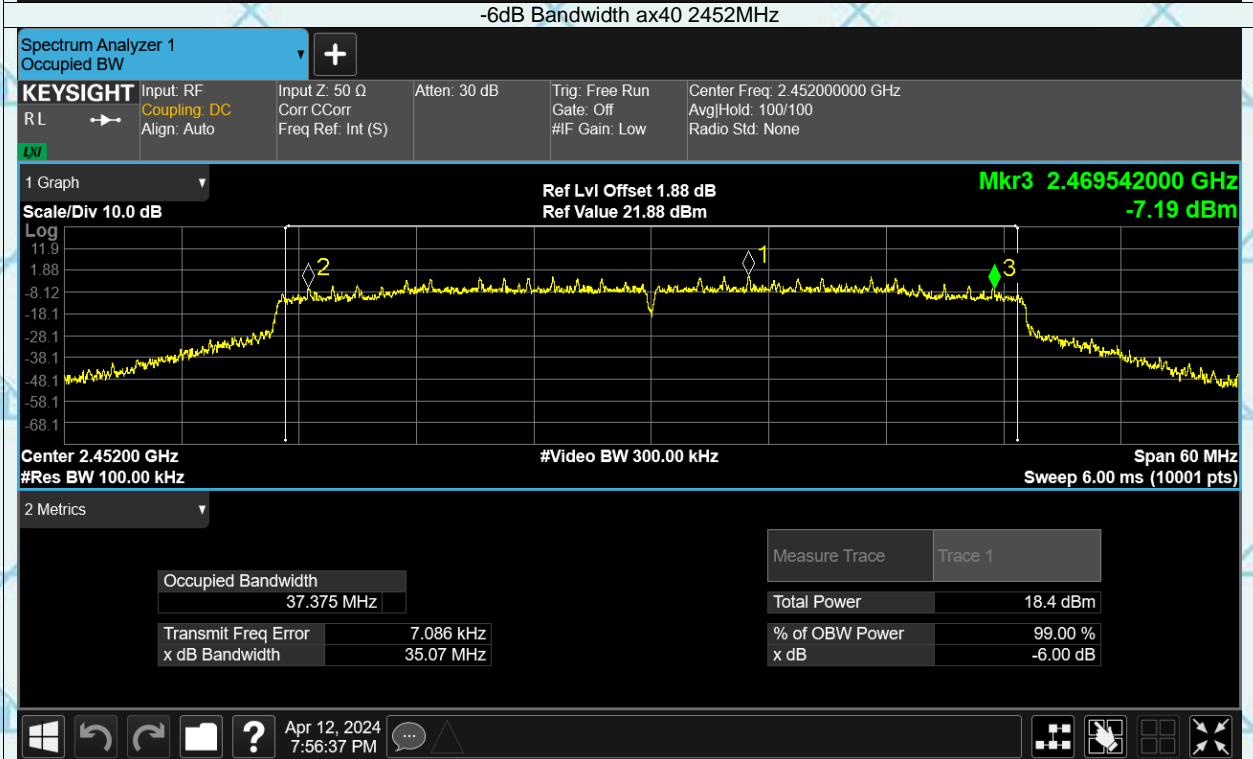 -6dB Bandwidth ax40 2452MHz
Spectrum Analyzer 1
Occupied BW
+
KEYSIGHT
RL
LXI
Input: RF
Coupling: DC
Align: Auto
Input Z: 50 Ω
Corr CCorr
Freq Ref: Int (S)
Atten: 30 dB
Trig: Free Run
Gate: Off
#IF Gain: Low
Center Freq: 2.452000000 GHz
Avg|Hold: 100/100
Radio Std: None
1 Graph
Scale/Div 10.0 dB
Ref Lvl Offset 1.88 dB
Ref Value 21.88 dBm
Mkr3 2.469542000 GHz
-7.19 dBm
Log
11.9
1.88
-8.12
-18.1
-28.1
-38.1
-48.1
-58.1
-68.1
2
1
3
Center 2.45200 GHz
#Res BW 100.00 kHz
#Video BW 300.00 kHz
Span 60 MHz
Sweep 6.00 ms (10001 pts)
2 Metrics
Measure Trace Trace 1
Occupied Bandwidth
37.375 MHz
Total Power 18.4 dBm
Transmit Freq Error 7.086 kHz
% of OBW Power 99.00 %
x dB Bandwidth 35.07 MHz
x dB -6.00 dB
?
Apr 12, 2024
7:56:37 PM